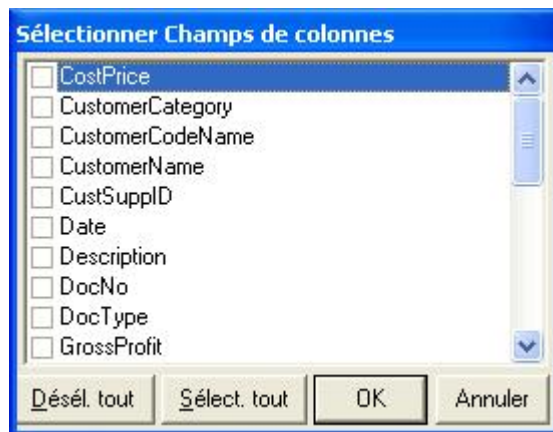 Sélectionner Champs de colonnes
CostPrice
CustomerCategory
CustomerCodeName
CustomerName
CustSuppID
Date
Description
DocNo
DocType
GrossProfit
Désél. tout Sélect. tout OK Annuler